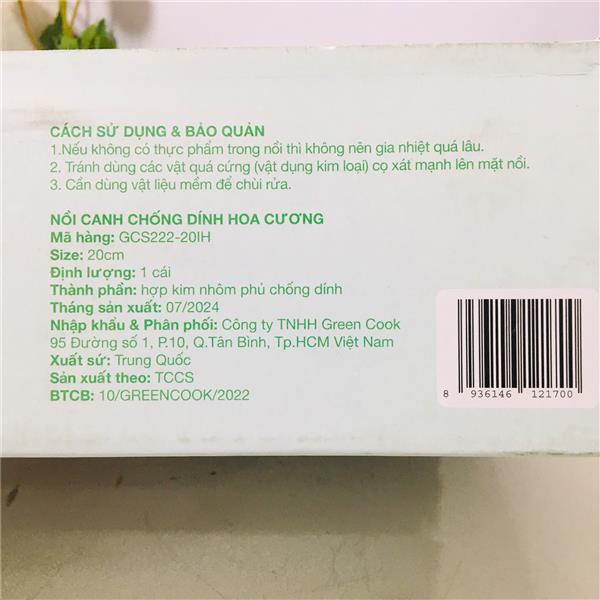 CÁCH SỬ DỤNG & BẢO QUẢN
1.Nếu không có thực phẩm trong nồi thì không nên gia nhiệt quá lâu.
2. Tránh dùng các vật quá cứng (vật dụng kim loại) cọ xát mạnh lên mặt nồi.
3. Cần dùng vật liệu mềm để chùi rửa.
NỒI CANH CHỐNG DÍNH HOA CƯƠNG
Mã hàng: GCS222-20IH
Size: 20cm
Định lượng: 1 cái
Thành phần: hợp kim nhôm phủ chống dính
Tháng sản xuất: 07/2024
Nhập khẩu & Phân phối: Công ty TNHH Green Cook
95 Đường số 1, P.10, Q.Tân Bình, Tp.HCM Việt Nam
Xuất sứ: Trung Quốc
Sản xuất theo: TCCS
BTCB: 10/GREENCOOK/2022
8 936146 121700